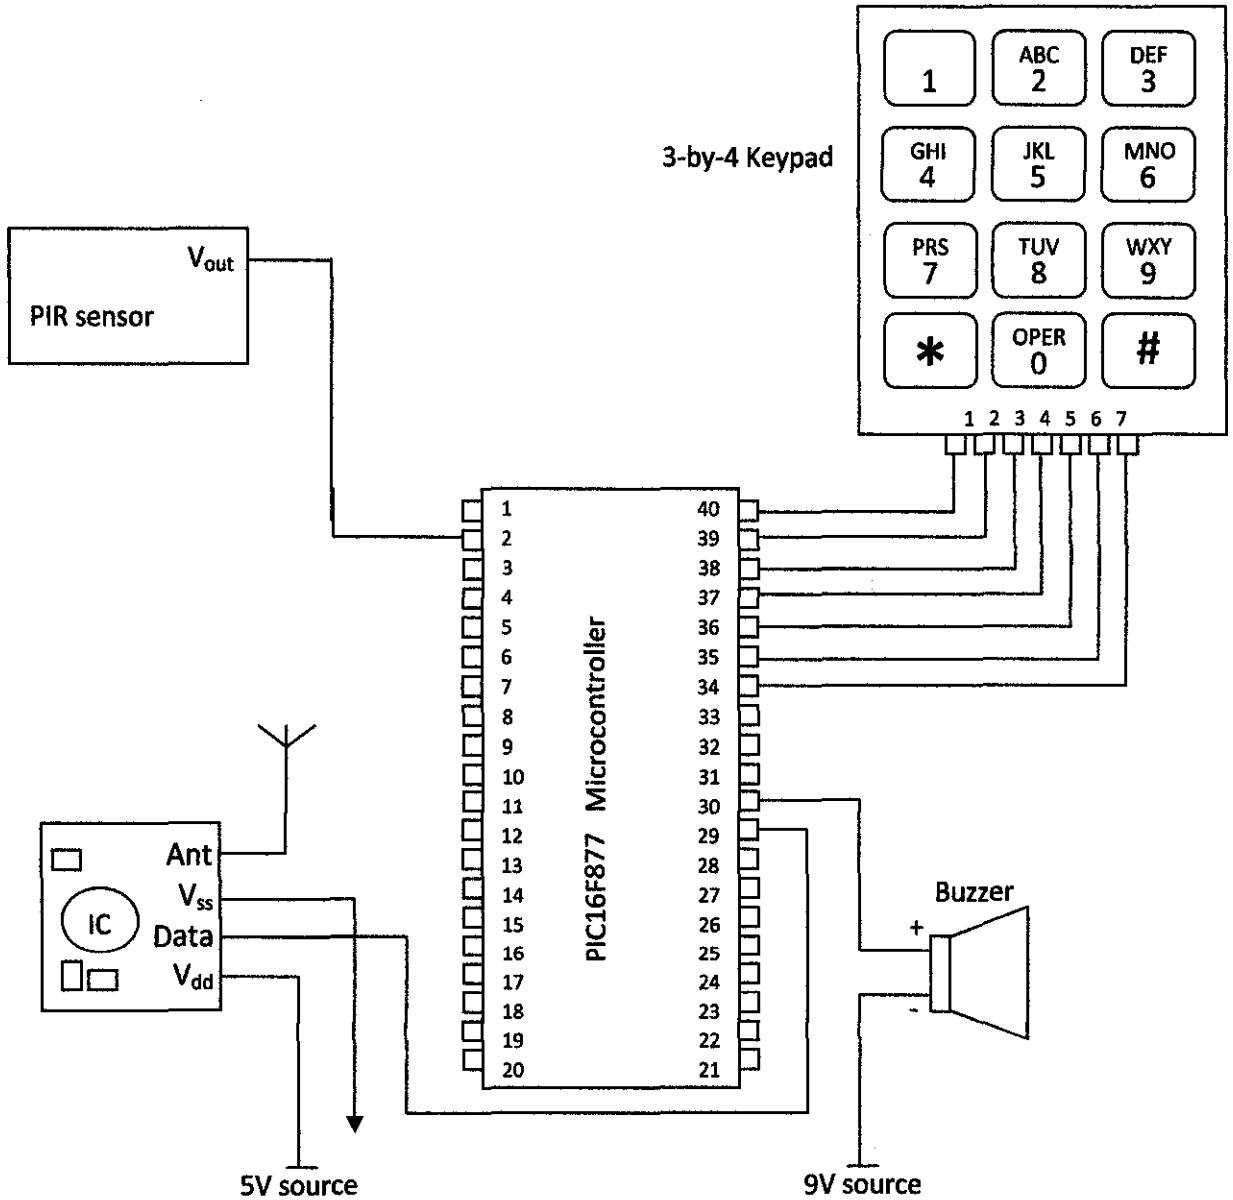 1
ABC
2
DEF
3
3-by-4 Keypad
GHI
4
JKL
5
MNO
6
PRS
7
TUV
8
WXY
9
*
OPER
0
#
1 2 3 4 5 6 7
Vout
PIR sensor
1 40
2 39
3 38
4 37
5 36
6 35
7 34
8 33
9 32
10 31
11 30
12 29
13 28
14 27
15 26
16 25
17 24
18 23
19 22
20 21
PIC16F877 Microcontroller
Ant
Vss
Data
Vdd
IC
5V source
Buzzer
+
-
9V source